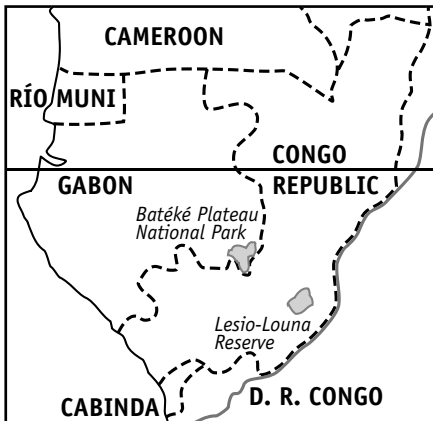 CAMEROON
RÍO MUNI
CONGO
REPUBLIC
GABON
Batéké Plateau
National Park
Lesio-Louna
Reserve
D. R. CONGO
CABINDA